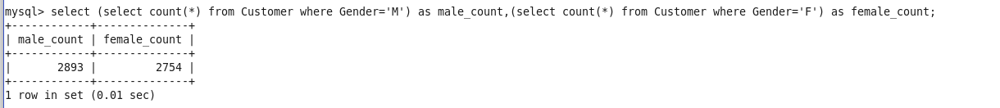 mysql> select (select count(*) from Customer where Gender='M') as male_count,(select count(*) from Customer where Gender='F') as female_count;
+------------+--------------+
| male_count | female_count |
+------------+--------------+
|       2893 |         2754 |
+------------+--------------+
1 row in set (0.01 sec)